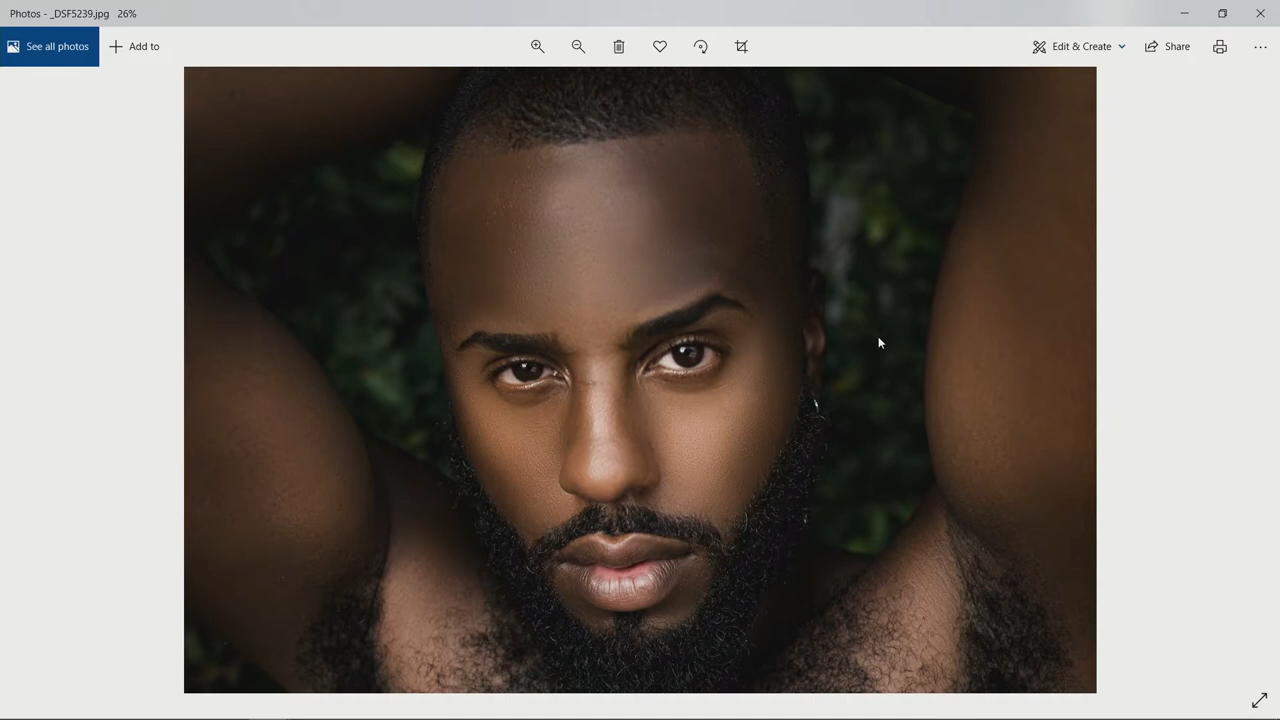 Photos - _DSF5239.jpg 26%
See all photos
Add to
Edit & Create
Share